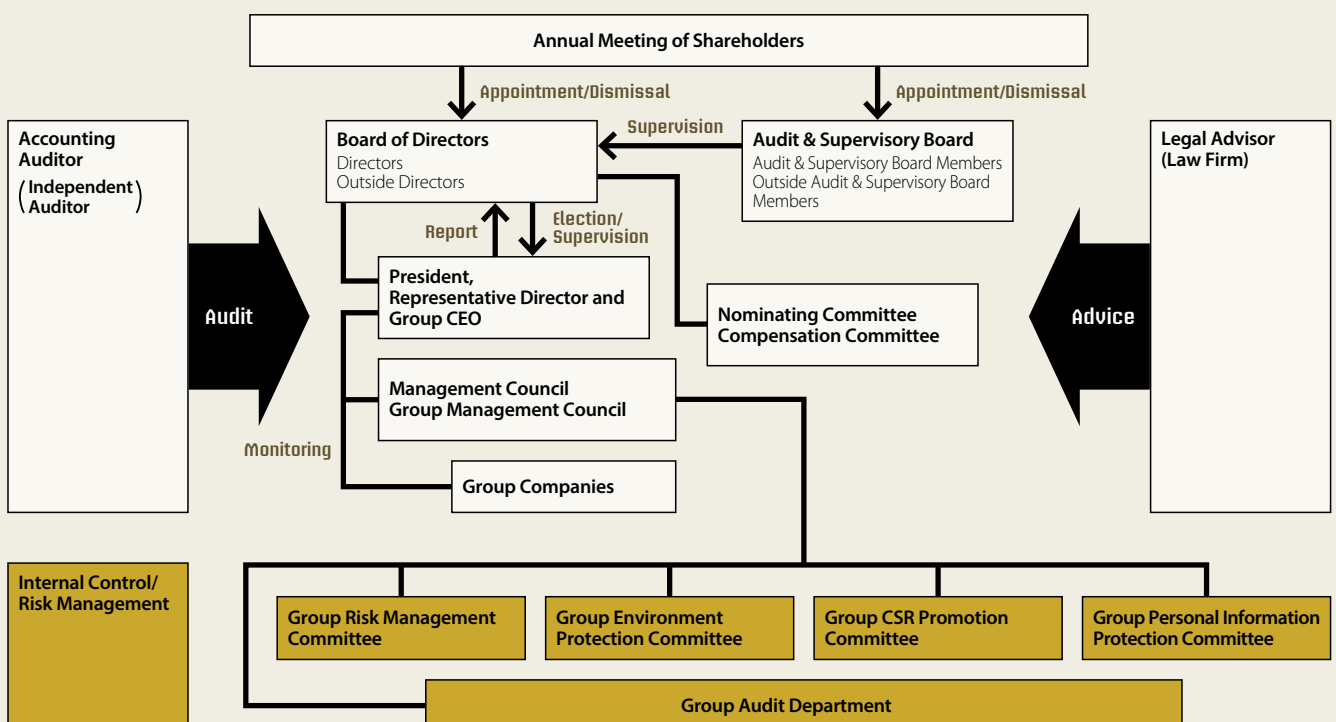 Annual Meeting of Shareholders
Appointment/Dismissal
Appointment/Dismissal
Accounting
Auditor
(Independent
Auditor)
Board of Directors
Directors
Outside Directors
Supervision
Audit & Supervisory Board
Audit & Supervisory Board Members
Outside Audit & Supervisory Board
Members
Legal Advisor
(Law Firm)
Report
Election/
Supervision
President,
Representative Director and
Group CEO
Audit
Nominating Committee
Compensation Committee
Advice
Management Council
Group Management Council
Monitoring
Group Companies
Internal Control/
Risk Management
Group Risk Management
Committee
Group Environment
Protection Committee
Group CSR Promotion
Committee
Group Personal Information
Protection Committee
Group Audit Department